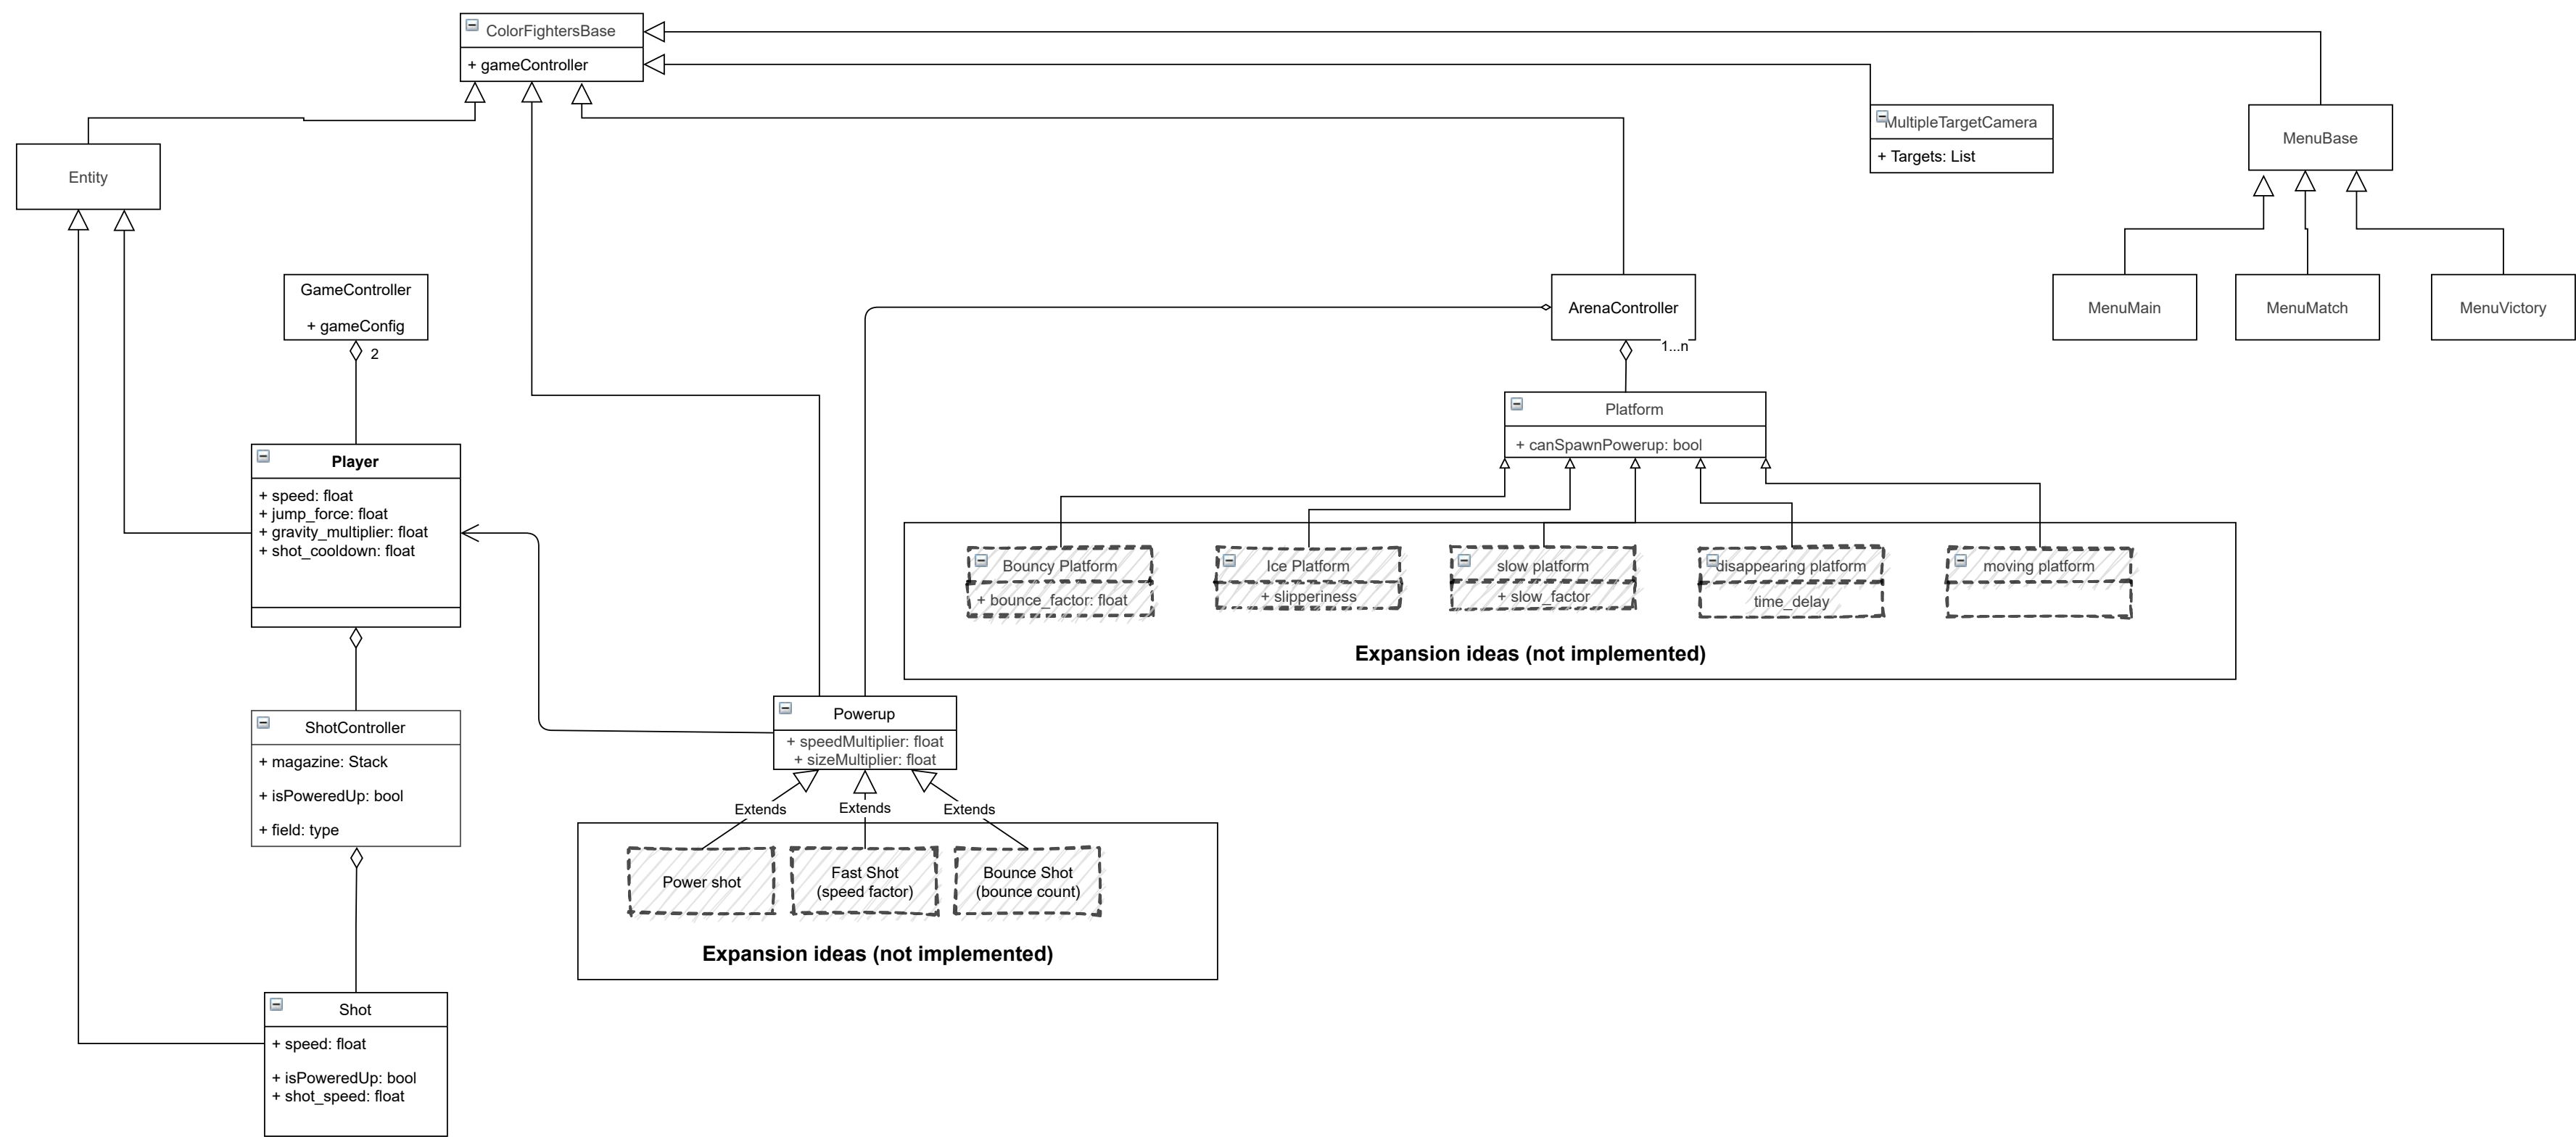 ColorFightersBase
+ gameController
MultipleTargetCamera
+ Targets: List
MenuBase
Entity
GameController
+ gameConfig
2
ArenaController
1...n
MenuMain
MenuMatch
MenuVictory
Platform
+ canSpawnPowerup: bool
Player
+ speed: float
+ jump_force: float
+ gravity_multiplier: float
+ shot_cooldown: float
Bouncy Platform
+ bounce_factor: float
Ice Platform
+ slipperiness
slow platform
+ slow_factor
disappearing platform
time_delay
moving platform
Expansion ideas (not implemented)
ShotController
+ magazine: Stack
+ isPoweredUp: bool
+ field: type
Powerup
+ speedMultiplier: float
+ sizeMultiplier: float
Extends
Extends
Extends
Power shot
Fast Shot
(speed factor)
Bounce Shot
(bounce count)
Expansion ideas (not implemented)
Shot
+ speed: float
+ isPoweredUp: bool
+ shot_speed: float